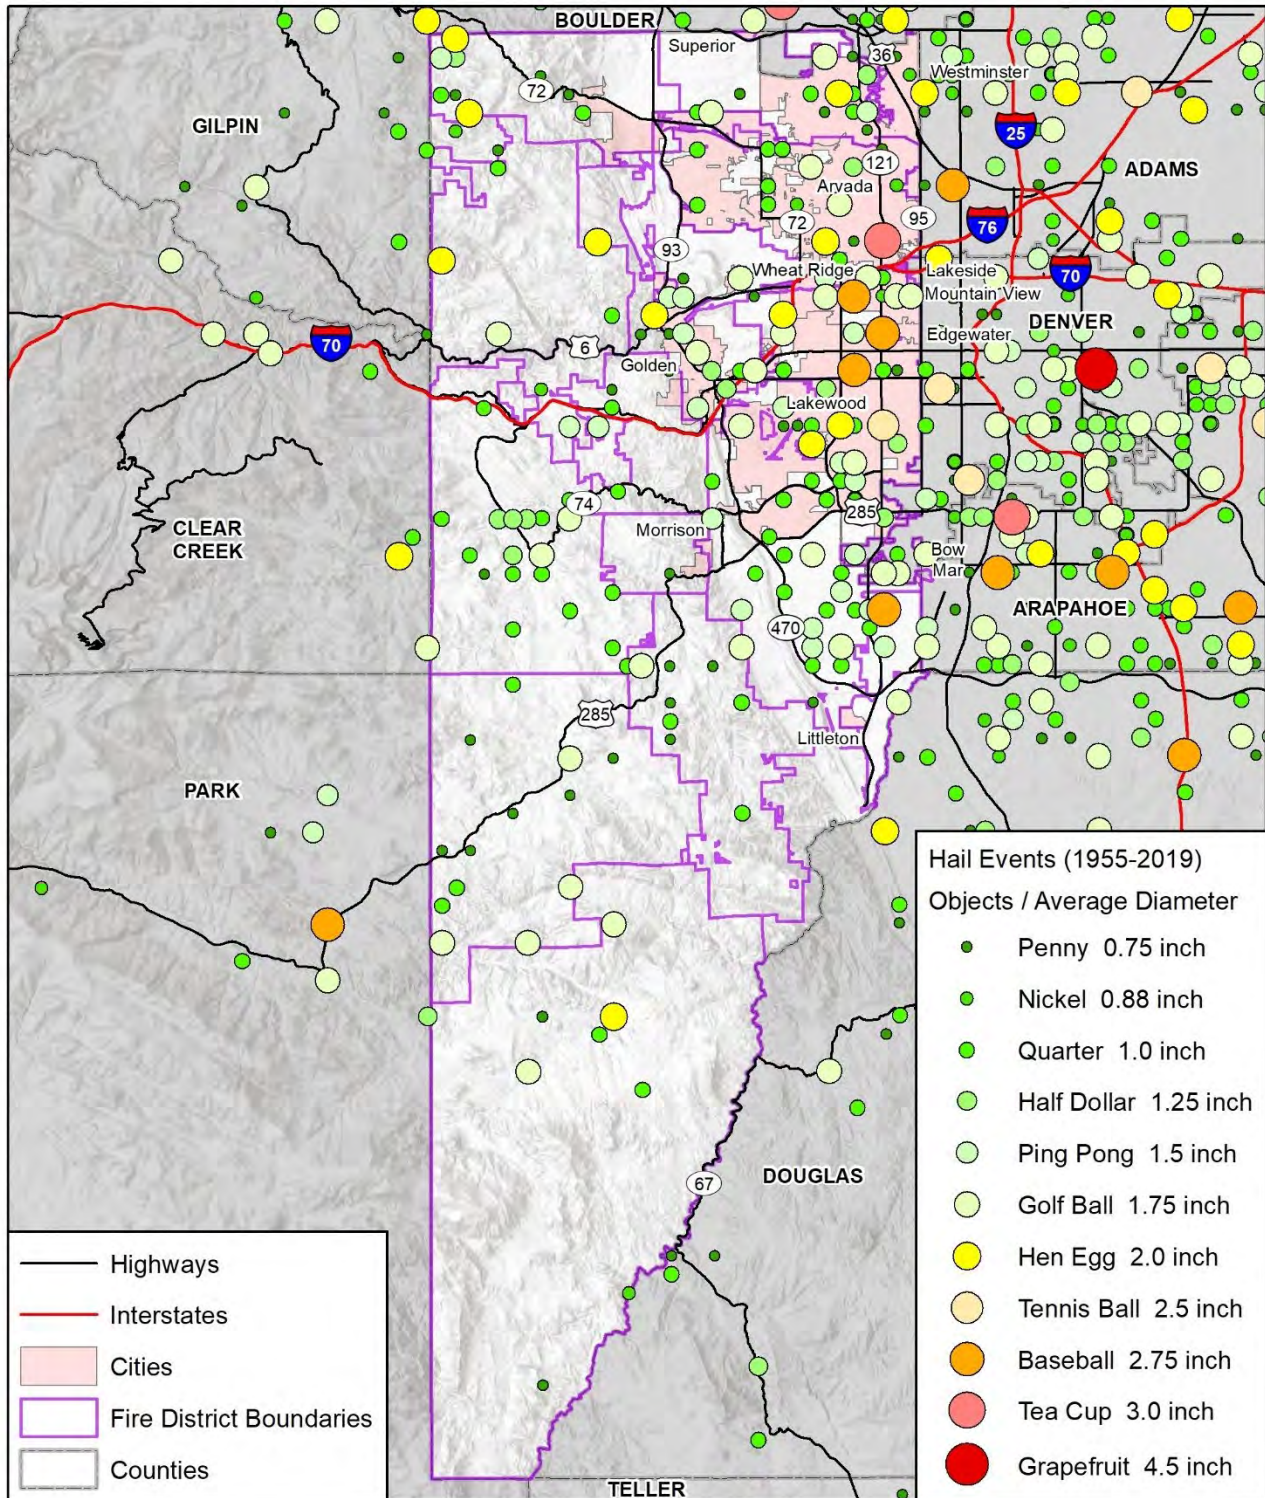 BOULDER
Superior
36
Westminster
72
GILPIN
25
121
ADAMS
Arvada
95
72
76
93
Wheat Ridge
Lakeside
70
Mountain View
DENVER
Edgewater
70
6
Golden
Lakewood
74
285
CLEAR
CREEK
Morrison
Bow
Mar
ARAPAHOE
470
285
Littleton
PARK
Hail Events (1955-2019)
Objects / Average Diameter
Penny 0.75 inch
Nickel 0.88 inch
Quarter 1.0 inch
Half Dollar 1.25 inch
Ping Pong 1.5 inch
Golf Ball 1.75 inch
Hen Egg 2.0 inch
Tennis Ball 2.5 inch
Baseball 2.75 inch
Tea Cup 3.0 inch
Grapefruit 4.5 inch
DOUGLAS
67
Highways
Interstates
Cities
Fire District Boundaries
Counties
TELLER